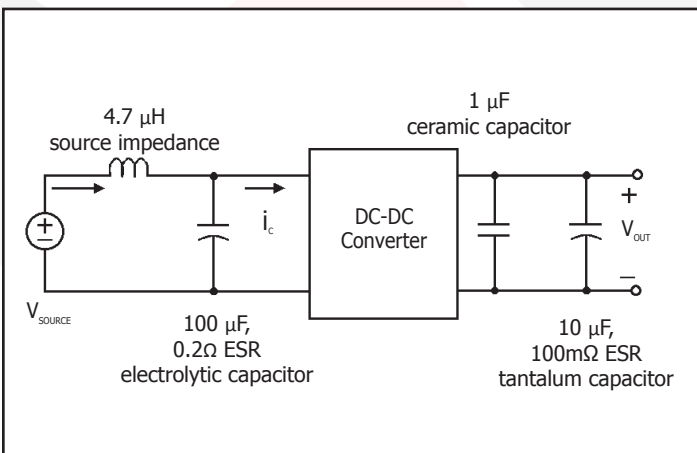 4.7 μH
source impedance
1 μF
ceramic capacitor
i_c
DC-DC
Converter
+
V_OUT
–
+
–
V_SOURCE
100 μF,
0.2Ω ESR
electrolytic capacitor
10 μF,
100mΩ ESR
tantalum capacitor